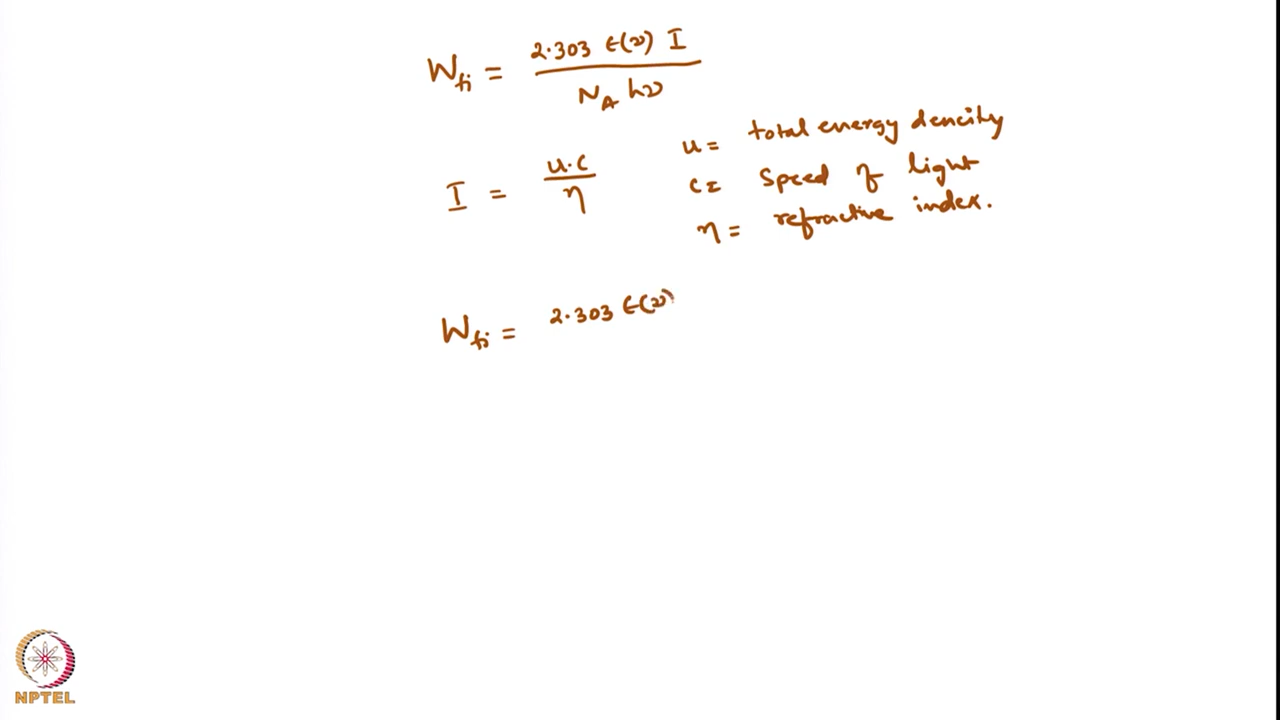 W_fi = 2.303 ϵ(ν) I / N_A hν
I = u.c / η
u = total energy dencity
c = speed of light
η = refractive index.
W_fi = 2.303 ϵ(ν)
NPTEL